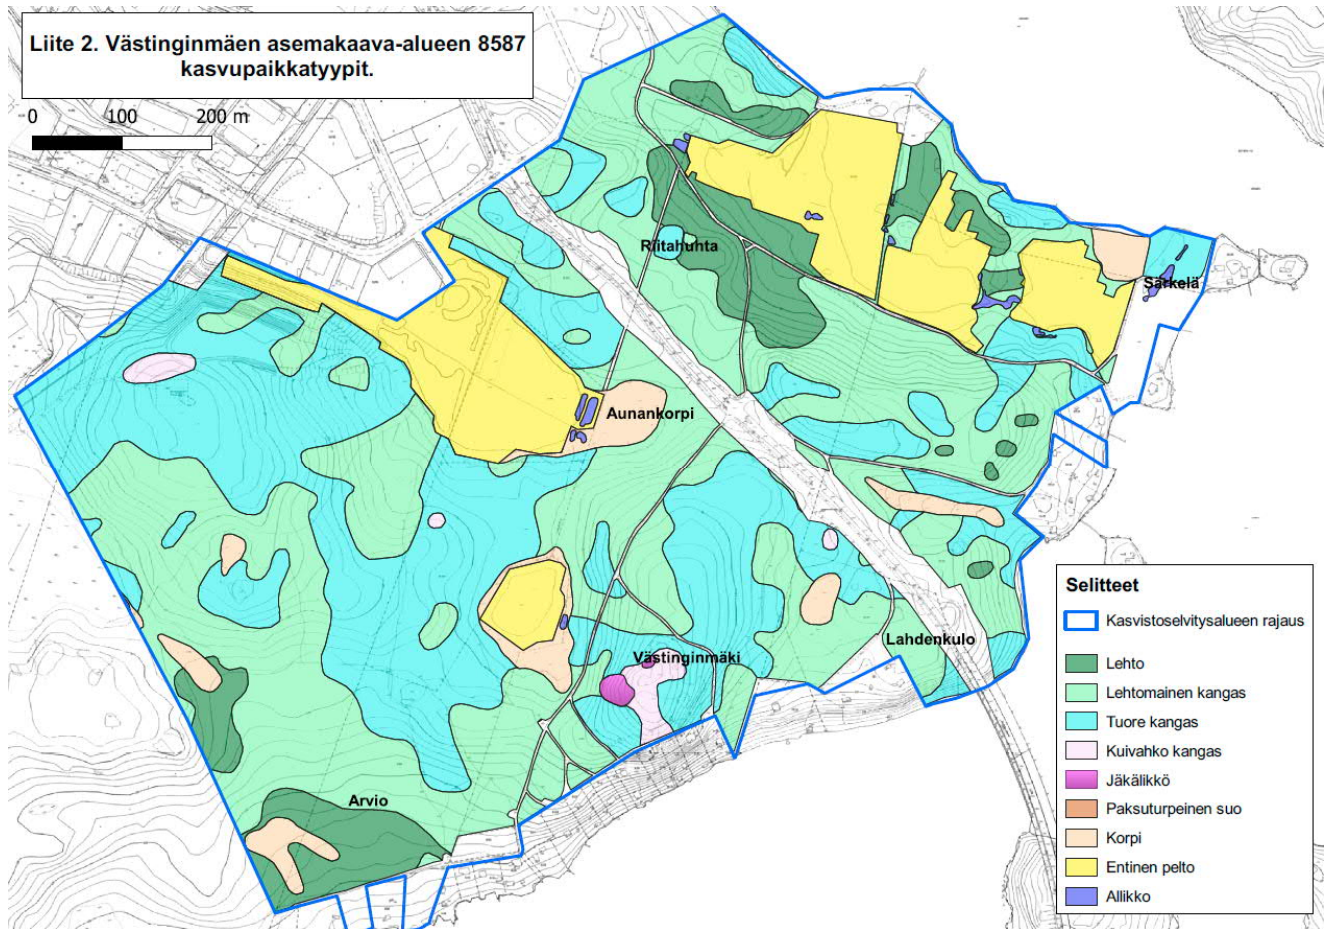 Liite 2. Västinginmäen asemakaava-alueen 8587
kasvupaikkatyypit.
0 100 200 m
Riitahuhta
Särkelä
Aunankorpi
Lahdenkulo
Västinginmäki
Arvio
Selitteet
Kasvistoselvitysalueen rajaus
Lehto
Lehtomainen kangas
Tuore kangas
Kuivahko kangas
Jäkälikkö
Paksuturpeinen suo
Korpi
Entinen pelto
Allikko